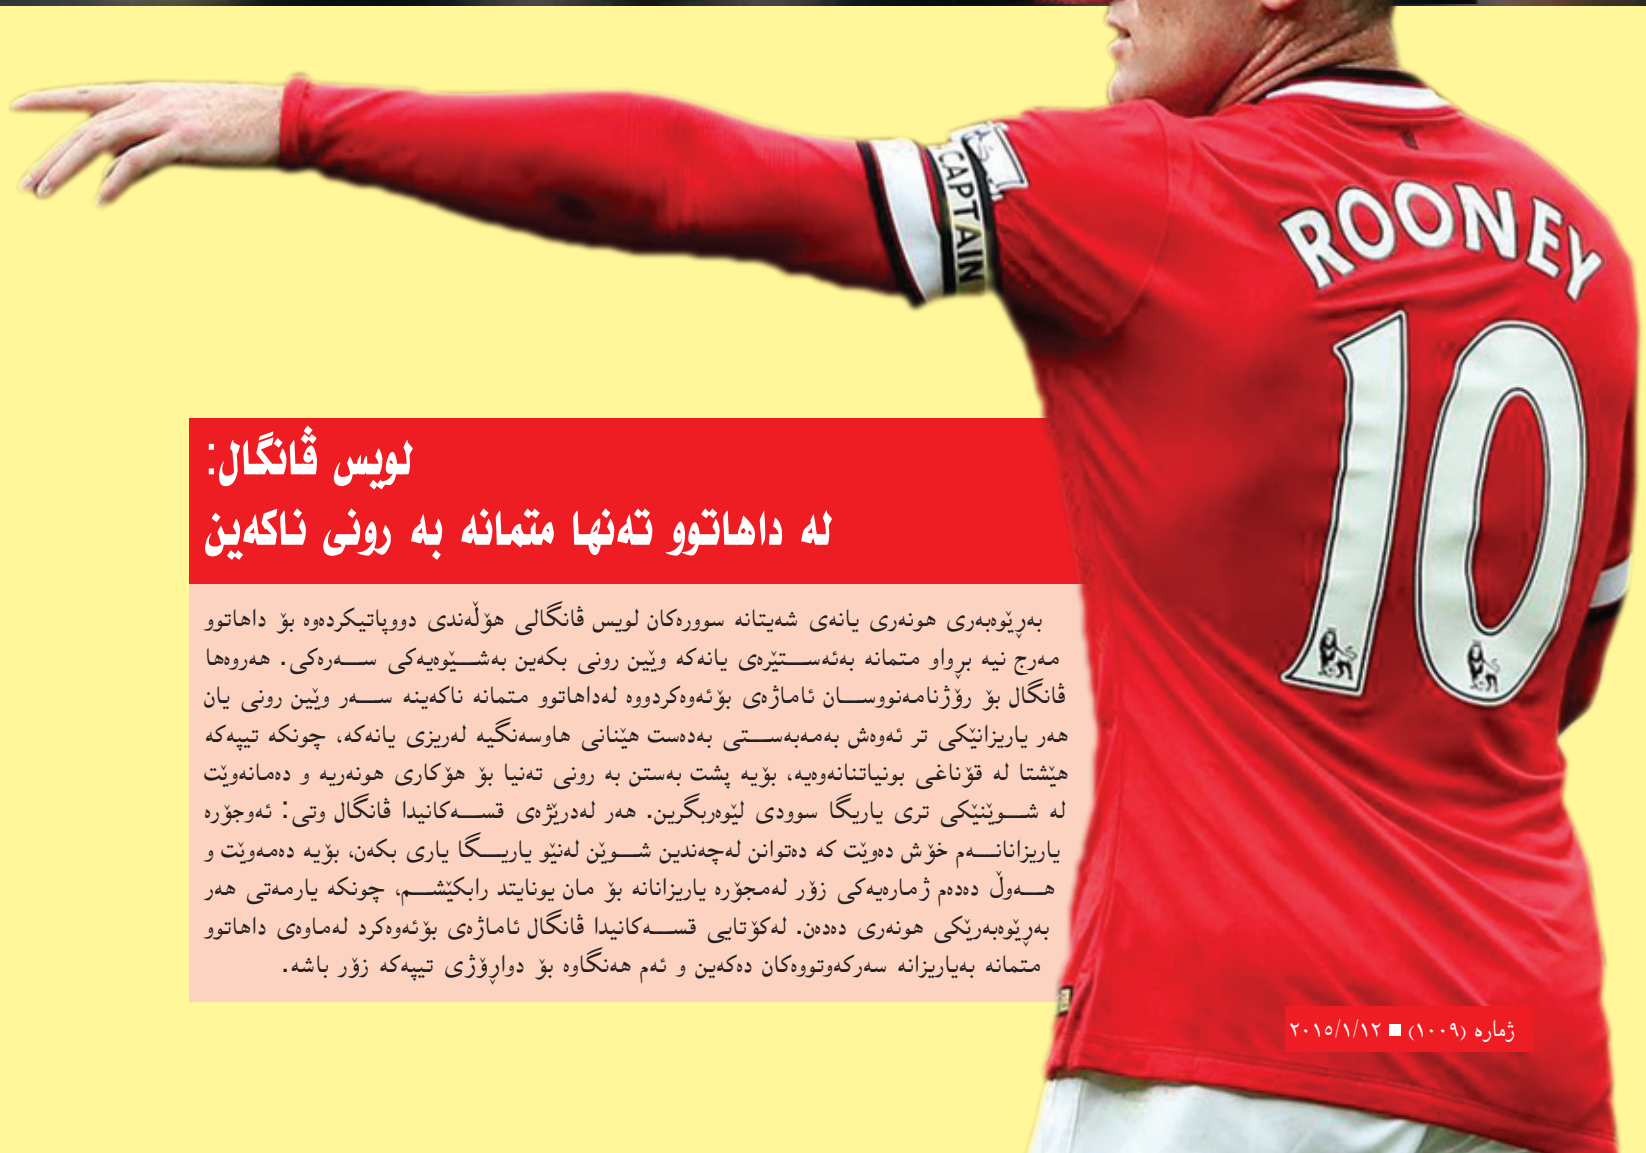 CAPTAIN
ROONEY
10
لویس ڤانگال:
لە داهاتوو تەنها متمانە بە رونی ناکەین
بەڕێوەبەری هونەری یانەی شەیتانە سوورەکان لویس ڤانگالی هۆڵەندی دووپاتیکردەوە بۆ داهاتوو
مەرج نیە بڕواو متمانە بەئەستێرەی یانەکە وێین رونی بکەین بەشێوەیەکی سەرەکی. هەروەها
ڤانگال بۆ رۆژنامەنووسان ئاماژەی بۆئەوەکردووە لەداهاتوو متمانە ناکەینە سەر وێین رونی یان
هەر یاریزانێکی تر ئەوەش بەمەبەستی بەدەست هێنانی هاوسەنگیە لەریزی یانەکە، چونکە تیپەکە
هێشتا لە قۆناغی بونیاتنانەوەیە، بۆیە پشت بەستن بە رونی تەنیا بۆ هۆکاری هونەریە و دەمانەوێت
لە شوێنێکی تری یاریگا سوودی لێوەربگرین. هەر لەدرێژەی قسەکانیدا ڤانگال وتی: ئەوجۆرە
یاریزانانەم خۆش دەوێت کە دەتوانن لەچەندین شوێن لەنێو یاریگا یاری بکەن، بۆیە دەمەوێت و
هەوڵ دەدەم ژمارەیەکی زۆر لەمجۆرە یاریزانانە بۆ مان یونایتد رابکێشم، چونکە یارمەتی هەر
بەڕێوەبەرێکی هونەری دەدەن. لەکۆتایی قسەکانیدا ڤانگال ئاماژەی بۆئەوەکرد لەماوەی داهاتوو
متمانە بەیاریزانە سەرکەوتووەکان دەکەین و ئەم هەنگاوە بۆ دواڕۆژی تیپەکە زۆر باشە.
ژمارە (١٠٠٩) ■ ٢٠١٥/١/١٢